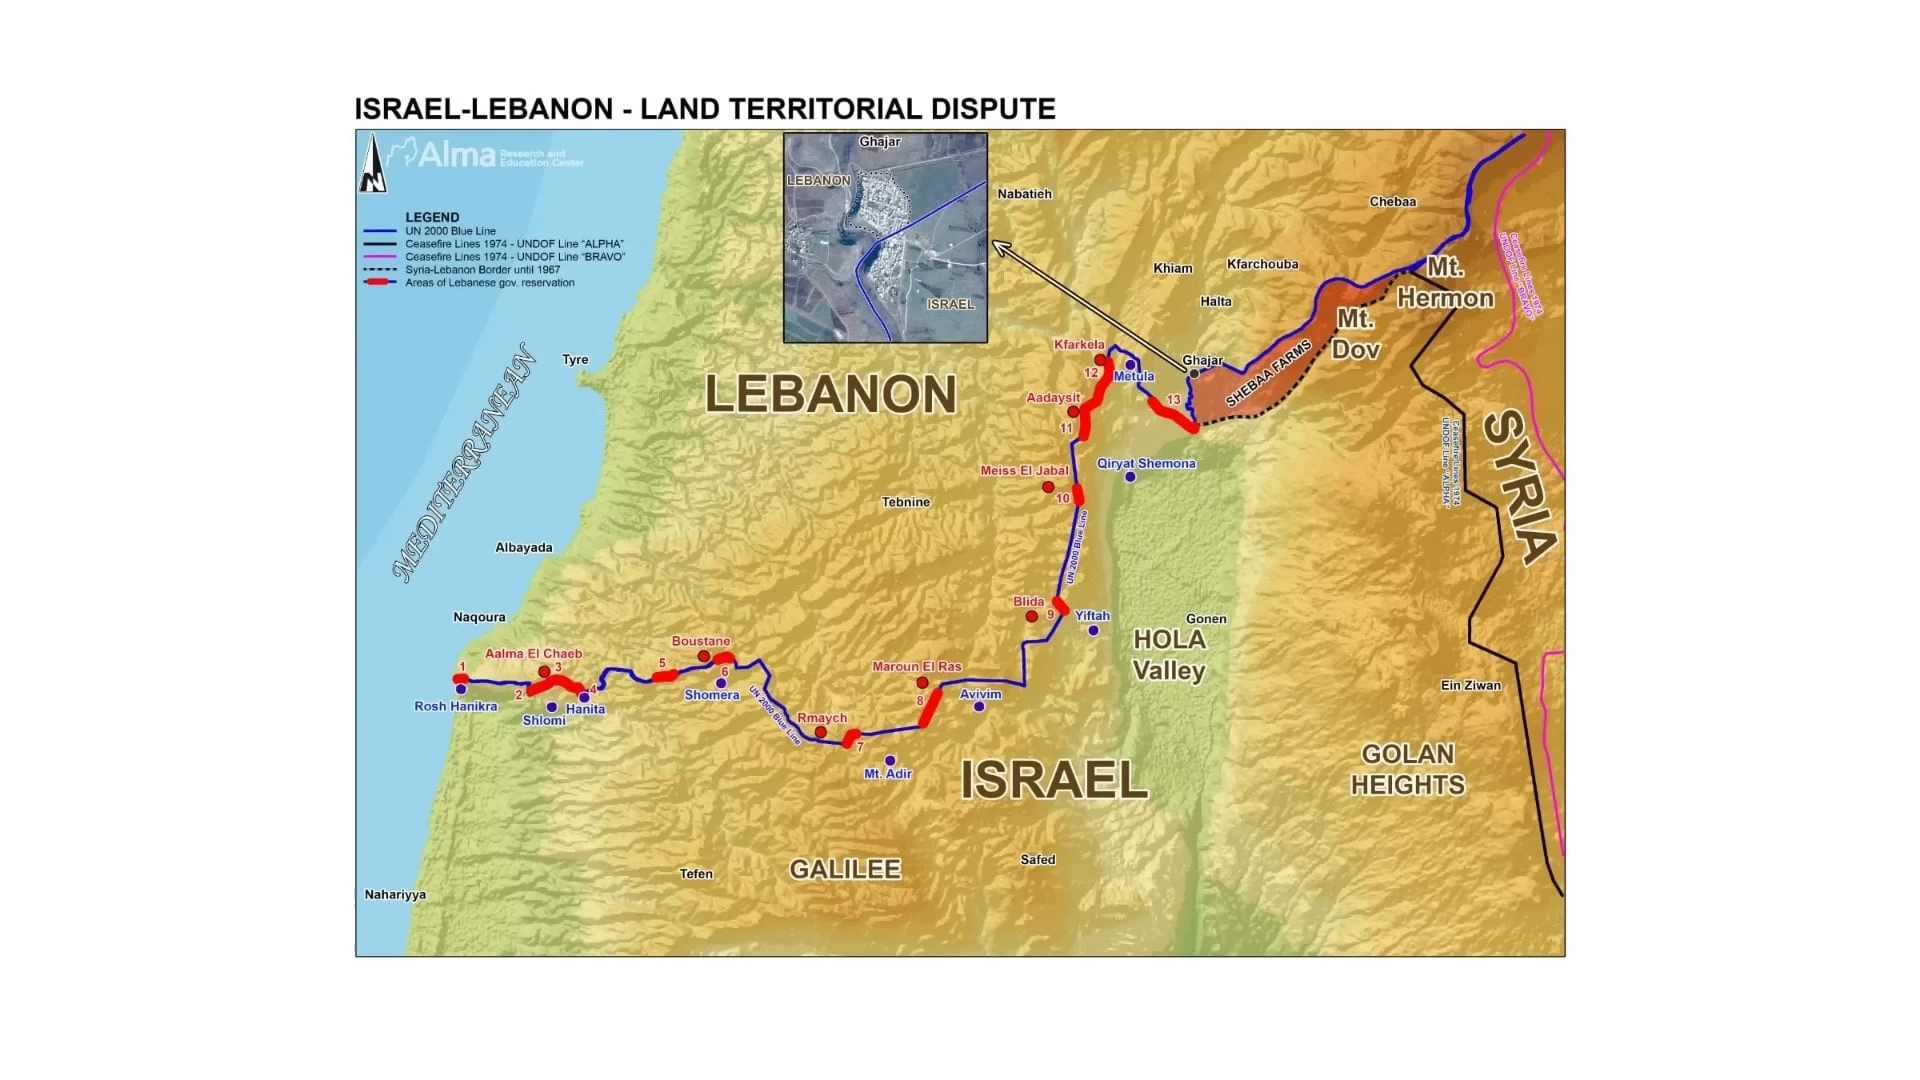 ISRAEL-LEBANON - LAND TERRITORIAL DISPUTE
N
Alma Research and
Education Center
LEGEND
UN 2000 Blue Line
Ceasefire Lines 1974 - UNDOF Line "ALPHA"
Ceasefire Lines 1974 - UNDOF Line "BRAVO"
Syria-Lebanon Border until 1967
Areas of Lebanese gov. reservation
Ghajar
LEBANON
ISRAEL
Nabatieh
Chebaa
Khiam
Kfarchouba
Halta
Mt.
Hermon
Mt.
Dov
Ceasefire Lines 1974
UNDOF Line "BRAVO"
MEDITERRANEAN
Tyre
LEBANON
Kfarkela
12
Metula
Ghajar
SHEBAA FARMS
Aadaysit
11
13
SYRIA
Ceasefire Lines 1974
UNDOF Line "ALPHA"
Meiss El Jabal
10
Qiryat Shemona
Tebnine
UN 2000 Blue Line
Albayada
Naqoura
Blida
9
Yiftah
Gonen
HOLA
Valley
1
Aalma El Chaeb
3
2
4
Rosh Hanikra
Shlomi
Hanita
5
Boustane
6
Shomera
UN 2000 Blue Line
Maroun El Ras
8
Avivim
Ein Ziwan
Rmaych
7
Mt. Adir
ISRAEL
GOLAN
HEIGHTS
Tefen
GALILEE
Safed
Nahariyya